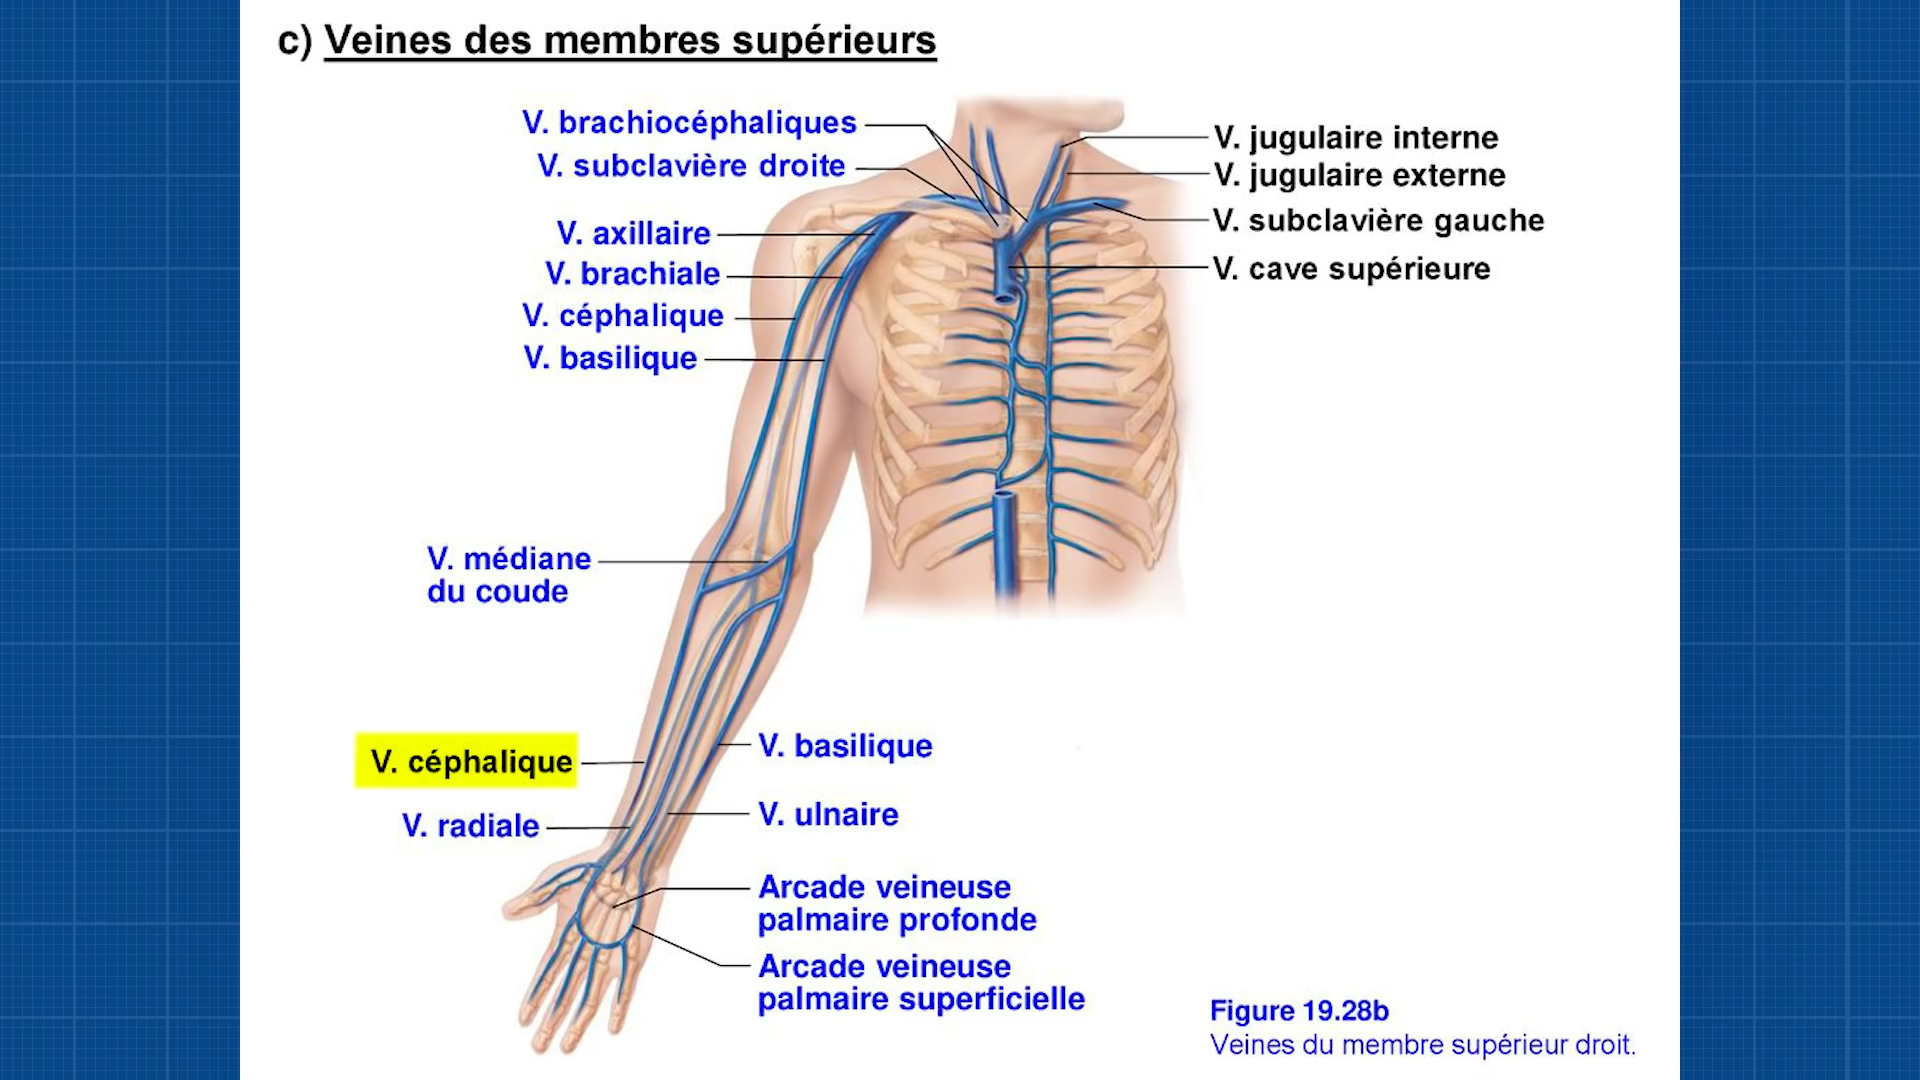 c) Veines des membres supérieurs
V. brachiocéphaliques
V. subclavière droite
V. axillaire
V. brachiale
V. céphalique
V. basilique
V. jugulaire interne
V. jugulaire externe
V. subclavière gauche
V. cave supérieure
V. médiane
du coude
V. céphalique
V. radiale
V. basilique
V. ulnaire
Arcade veineuse
palmaire profonde
Arcade veineuse
palmaire superficielle
Figure 19.28b
Veines du membre supérieur droit.